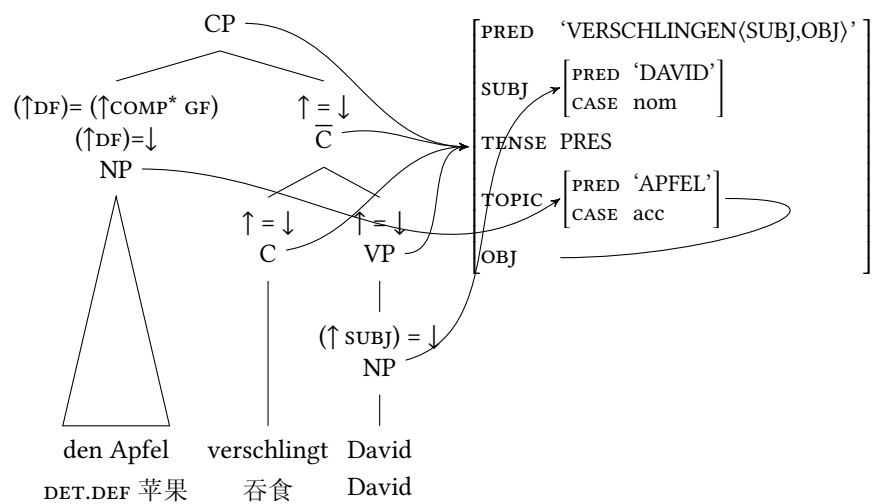 CP
[PRED ‘VERSCHLINGEN⟨SUBJ,OBJ⟩’
SUBJ [PRED ‘DAVID’
CASE nom]
TENSE PRES
TOPIC [PRED ‘APFEL’
CASE acc]
OBJ ]
(↑DF)= (↑COMP* GF)
(↑DF)=↓
NP
↑ = ↓
C̅
↑ = ↓
C
↑ = ↓
VP
(↑ SUBJ) = ↓
NP
den Apfel verschlingt David
DET.DEF 苹果 吞食 David